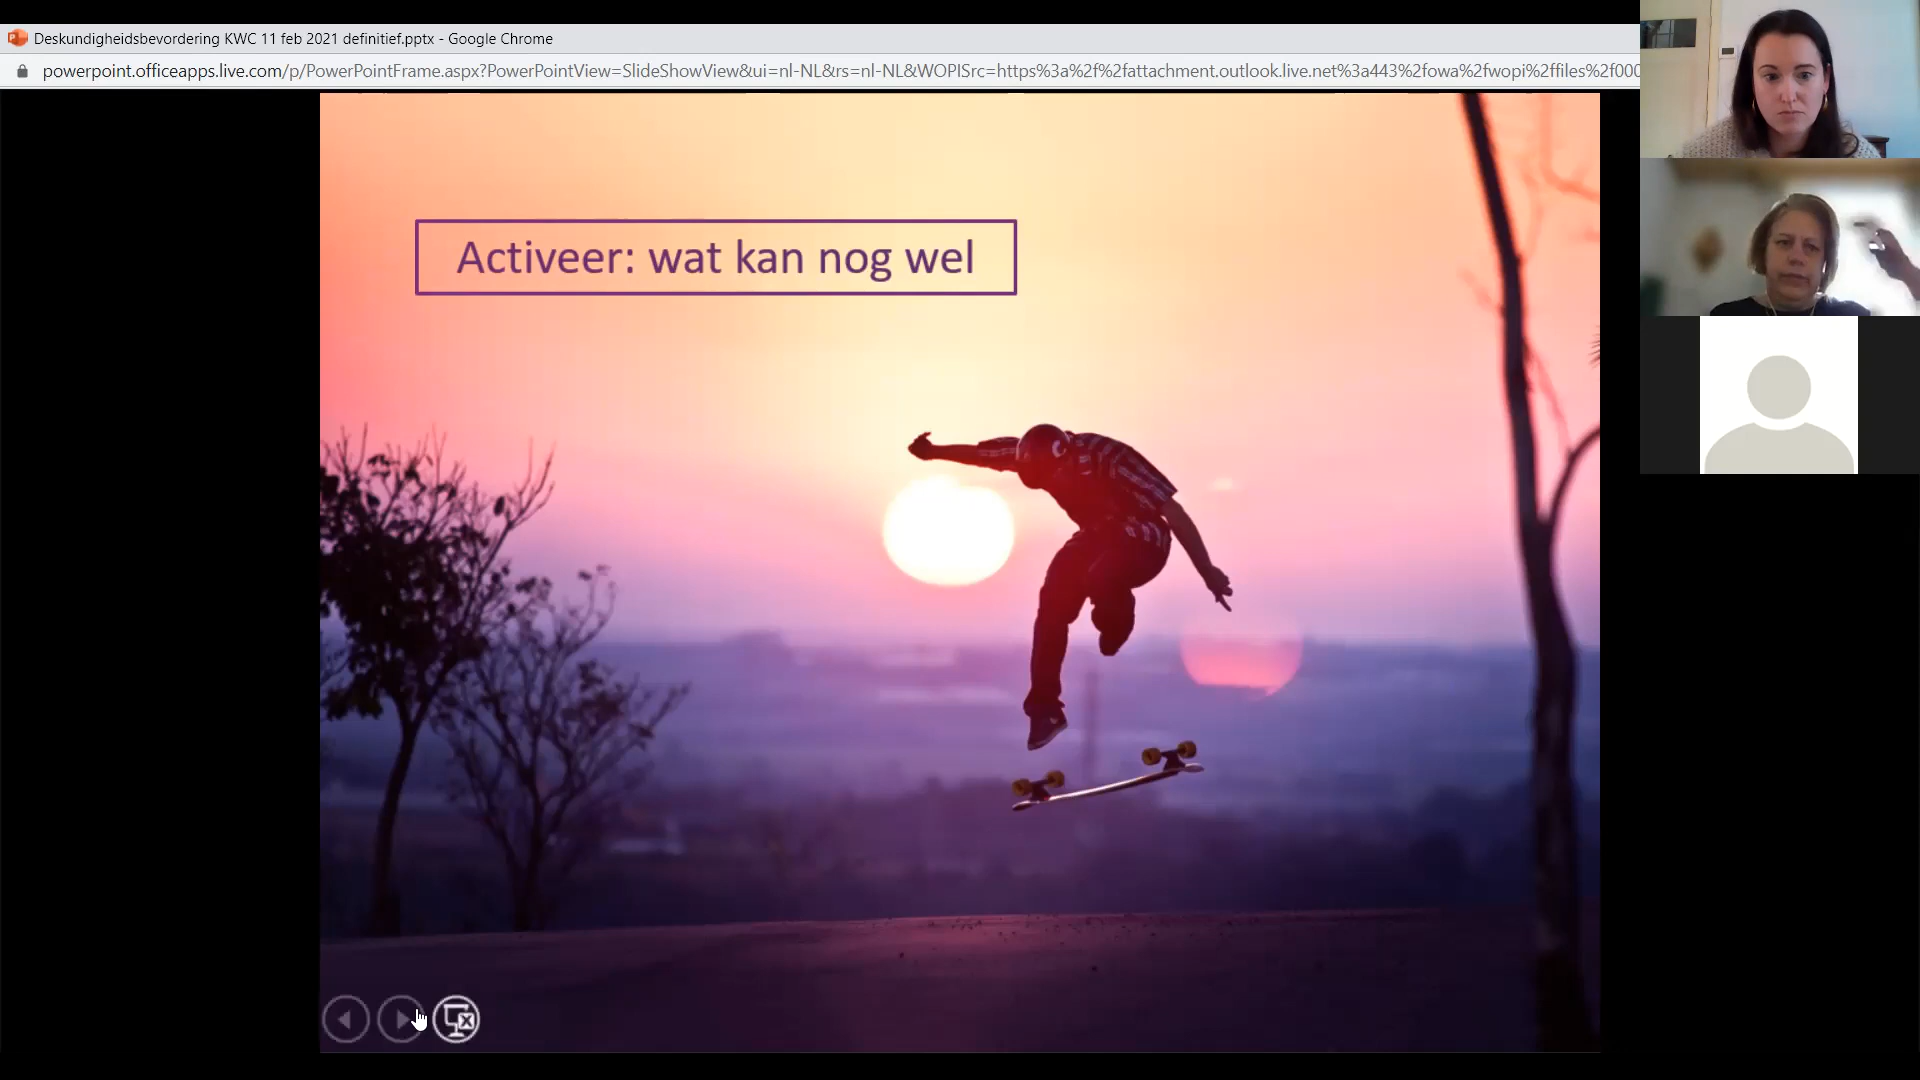 Deskundigheidsbevordering KWC 11 feb 2021 definitief.pptx - Google Chrome
powerpoint.officeapps.live.com/p/PowerPointFrame.aspx?PowerPointView=SlideShowView&ui=nl-NL&rs=nl-NL&WOPISrc=https%3a%2f%2fattachment.outlook.live.net%3a443%2fowa%2fwopi%2ffiles%2f000
Activeer: wat kan nog wel